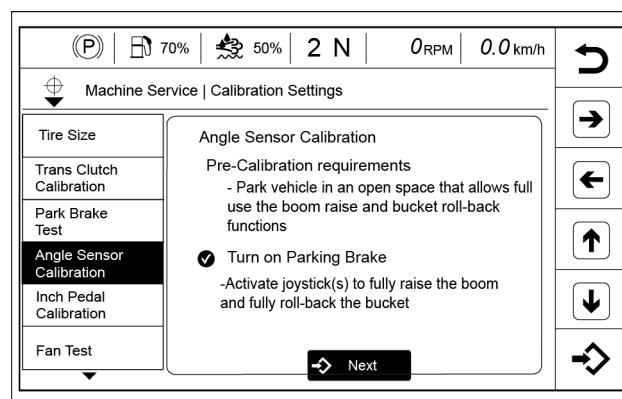 (P) 70% 50% 2 N 0 RPM 0.0 km/h
Machine Service | Calibration Settings
Tire Size
Trans Clutch
Calibration
Park Brake
Test
Angle Sensor
Calibration
Inch Pedal
Calibration
Fan Test
Angle Sensor Calibration
Pre-Calibration requirements
- Park vehicle in an open space that allows full
use the boom raise and bucket roll-back
functions
Turn on Parking Brake
-Activate joystick(s) to fully raise the boom
and fully roll-back the bucket
Next